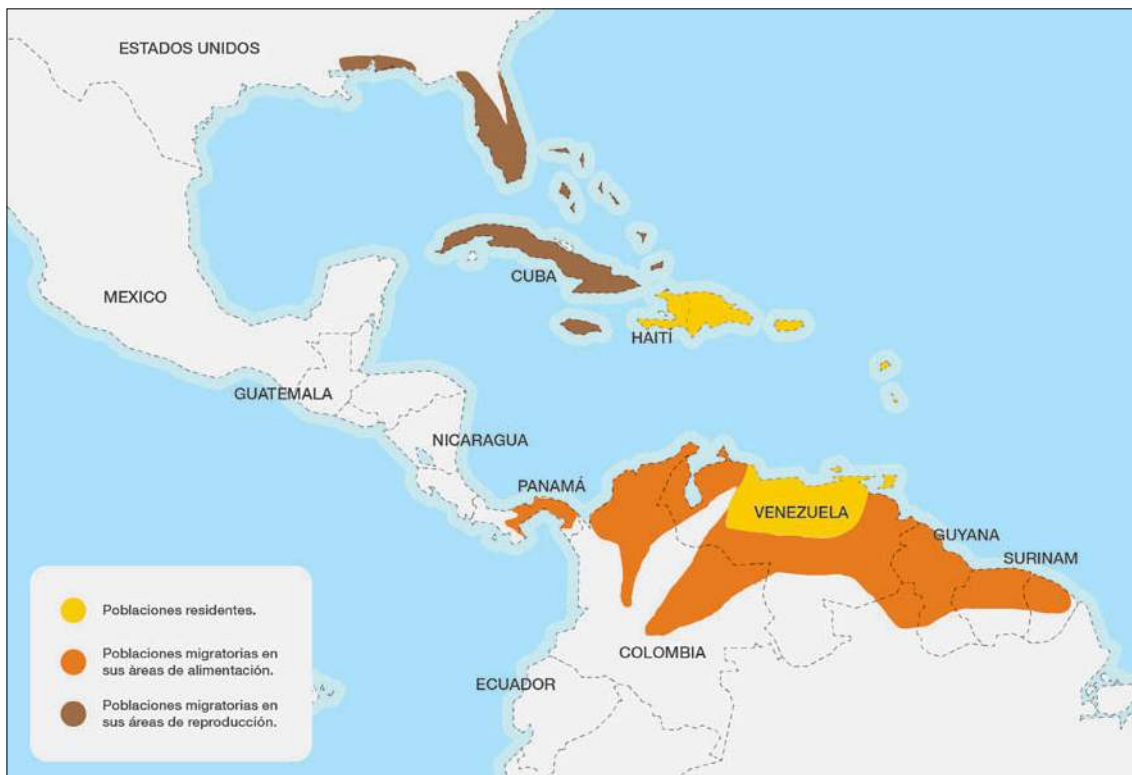 ESTADOS UNIDOS
MEXICO
CUBA
HAITÍ
GUATEMALA
NICARAGUA
PANAMÁ
VENEZUELA
GUYANA
SURINAM
COLOMBIA
ECUADOR
Poblaciones residentes.
Poblaciones migratorias en
sus àreas de alimentación.
Poblaciones migratorias en
sus áreas de reproducción.